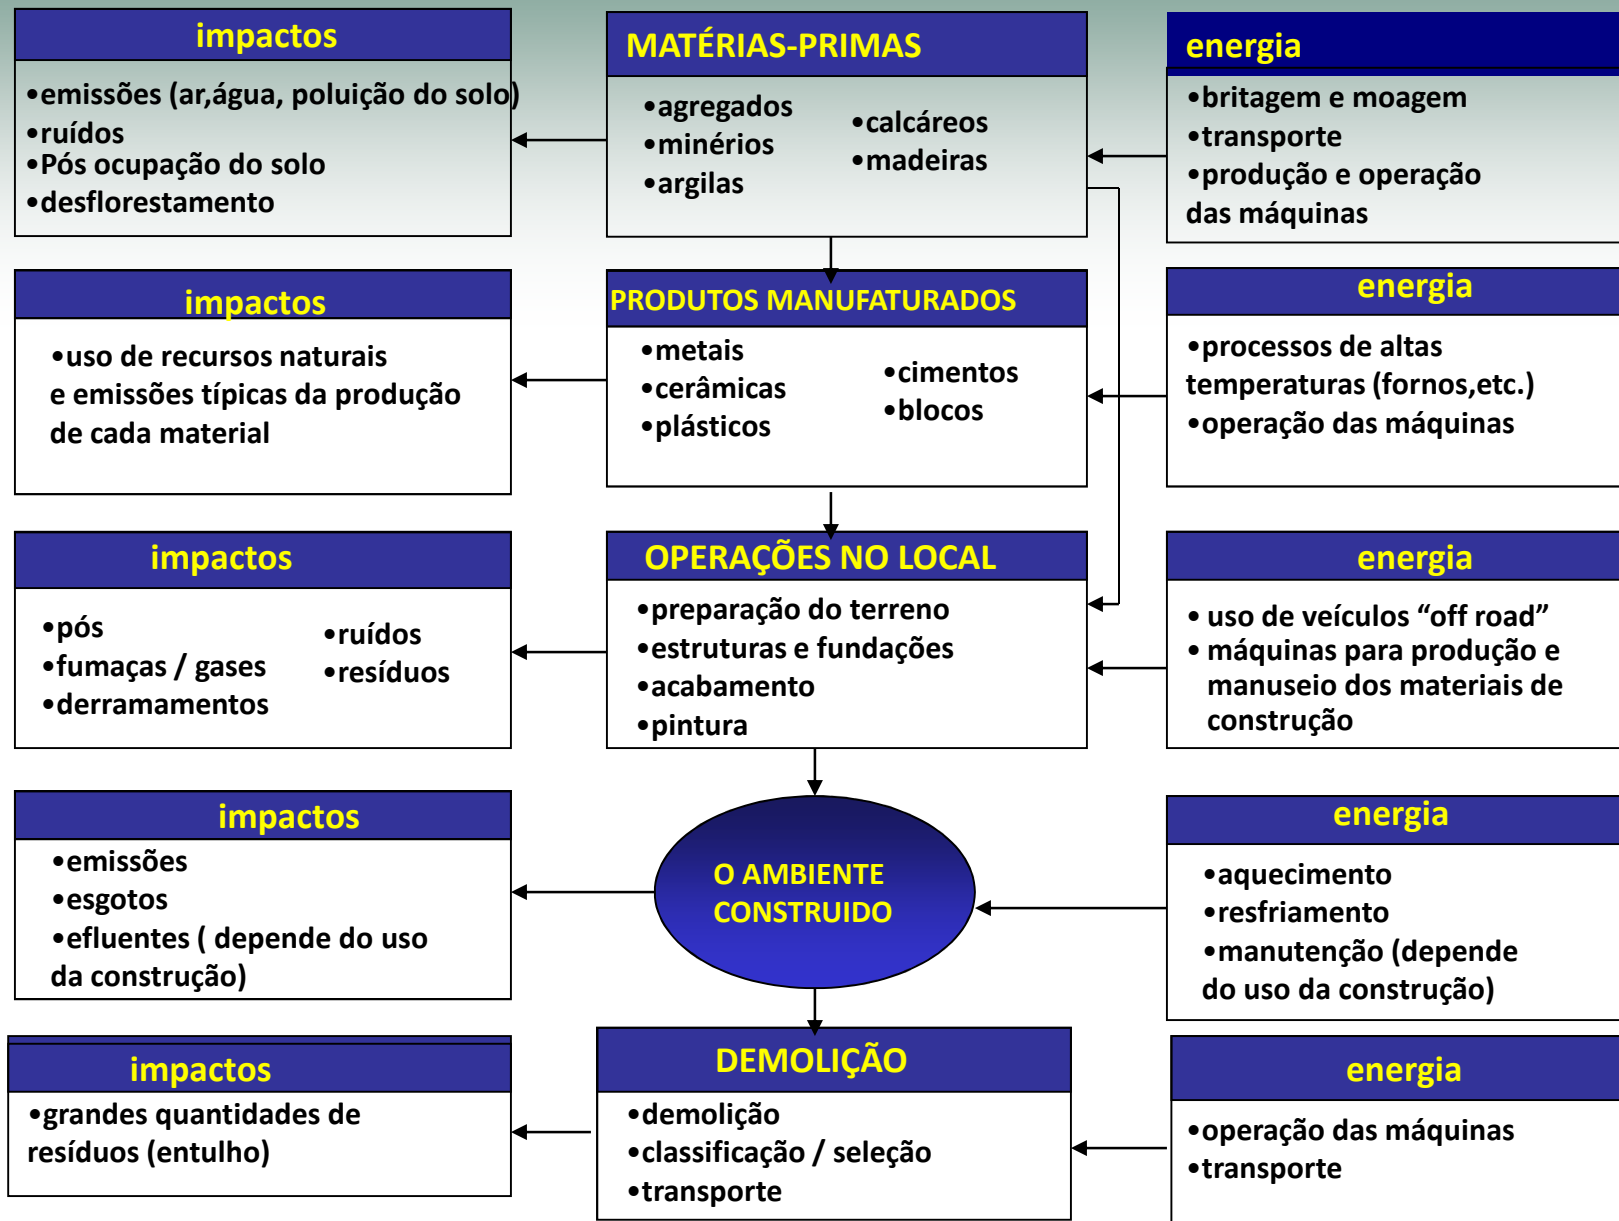 impactos
•emissões (ar,água, poluição do solo)
•ruídos
•Pós ocupação do solo
•desflorestamento
MATÉRIAS-PRIMAS
•agregados
•minérios
•argilas
•calcáreos
•madeiras
energia
•britagem e moagem
•transporte
•produção e operação
das máquinas
impactos
•uso de recursos naturais
e emissões típicas da produção
de cada material
PRODUTOS MANUFATURADOS
•metais
•cerâmicas
•plásticos
•cimentos
•blocos
energia
•processos de altas
temperaturas (fornos,etc.)
•operação das máquinas
impactos
•pós
•fumaças / gases
•derramamentos
•ruídos
•resíduos
OPERAÇÕES NO LOCAL
•preparação do terreno
•estruturas e fundações
•acabamento
•pintura
energia
• uso de veículos “off road”
• máquinas para produção e
manuseio dos materiais de
construção
impactos
•emissões
•esgotos
•efluentes ( depende do uso
da construção)
O AMBIENTE
CONSTRUIDO
energia
•aquecimento
•resfriamento
•manutenção (depende
do uso da construção)
impactos
•grandes quantidades de
resíduos (entulho)
DEMOLIÇÃO
•demolição
•classificação / seleção
•transporte
energia
•operação das máquinas
•transporte